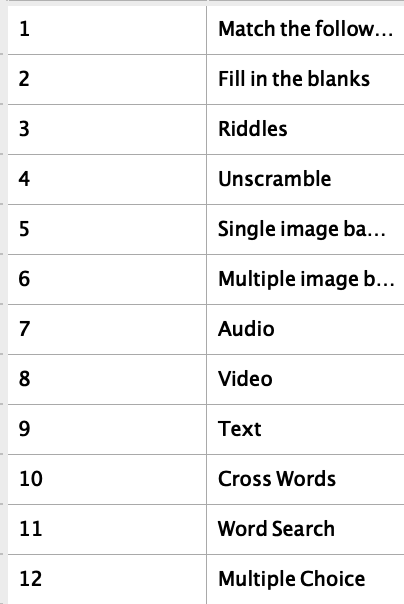 1 Match the follow...
2 Fill in the blanks
3 Riddles
4 Unscramble
5 Single image ba...
6 Multiple image b...
7 Audio
8 Video
9 Text
10 Cross Words
11 Word Search
12 Multiple Choice